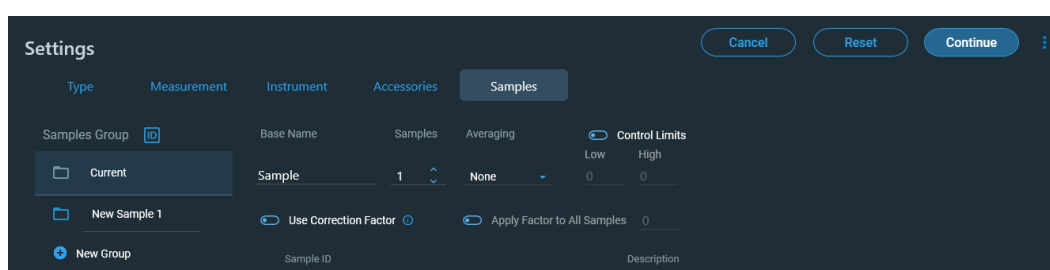 Settings
Cancel Reset Continue
Type Measurement Instrument Accessories Samples
Samples Group ID Base Name Samples Averaging Control Limits
Low High
Current Sample 1 None 0 0
New Sample 1 Use Correction Factor Apply Factor to All Samples 0
New Group
Sample ID Description